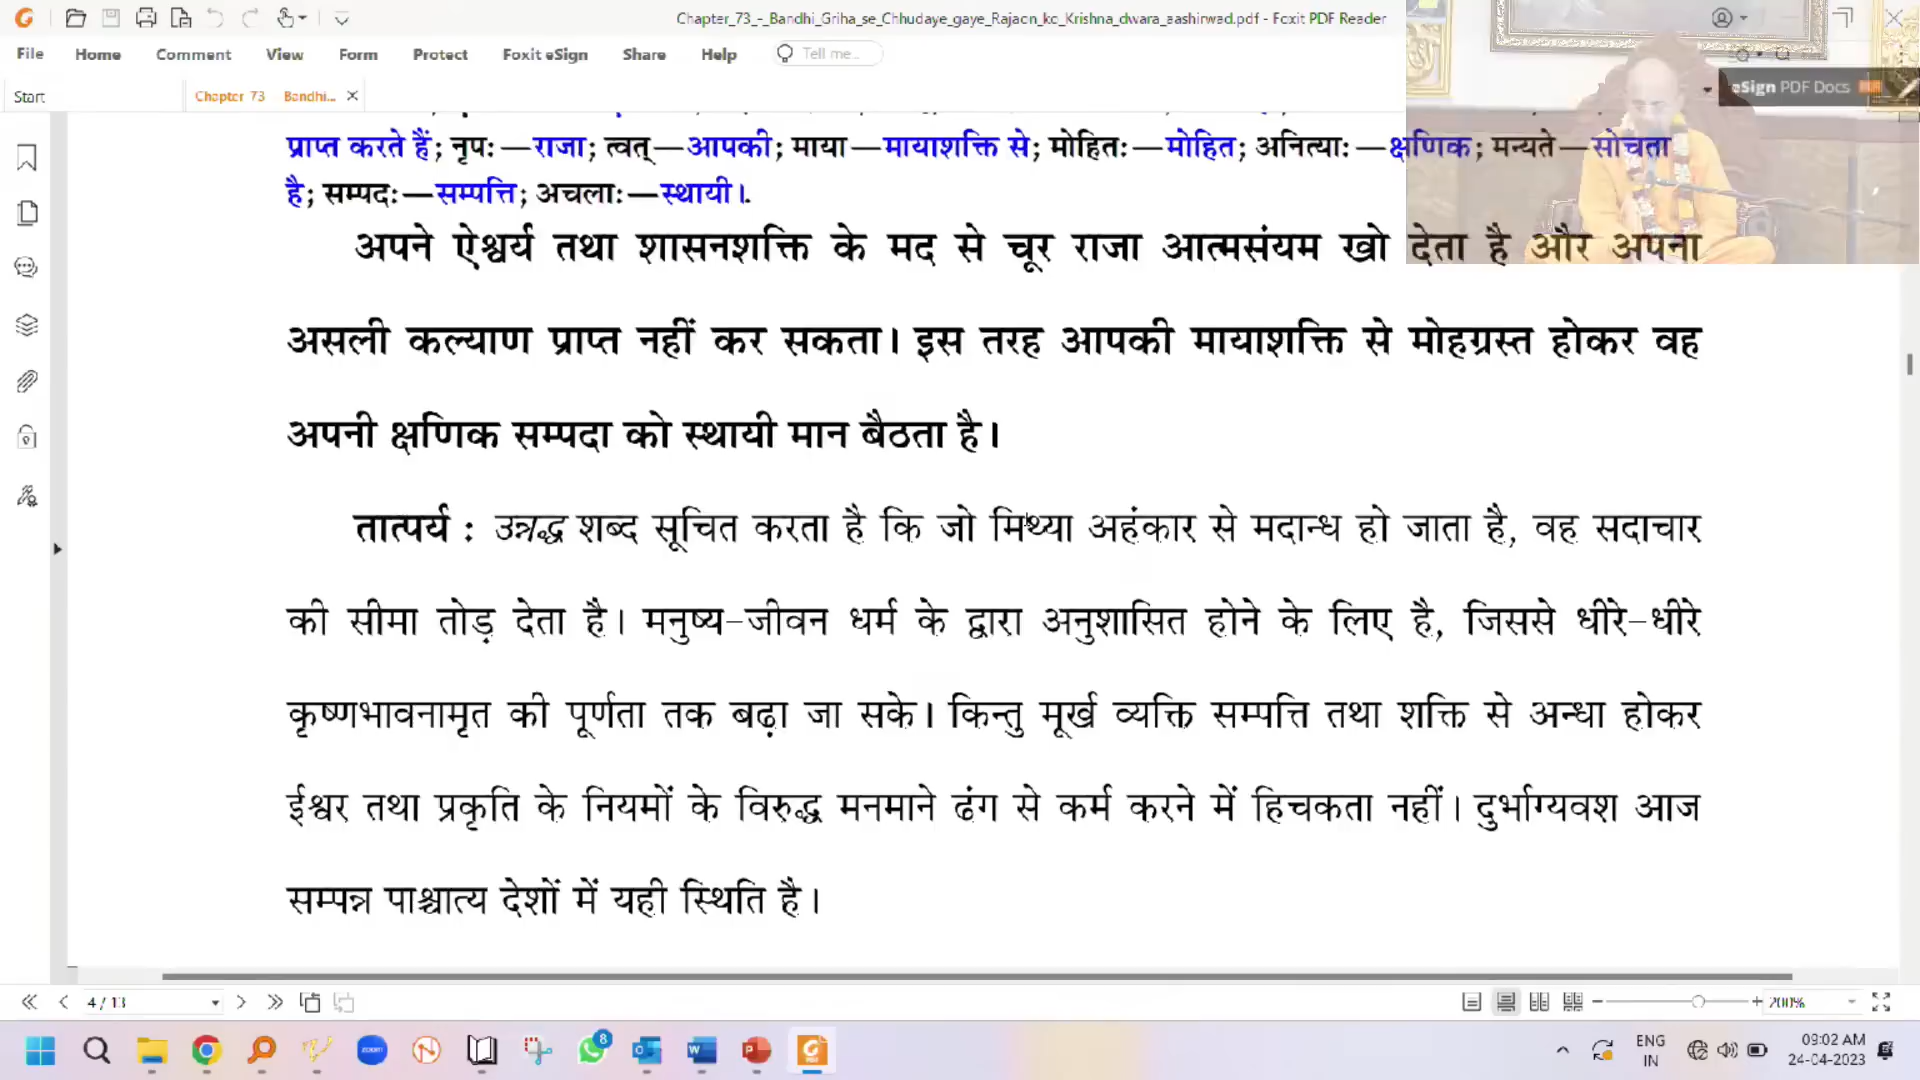 Chapter_73_-_Bandhi_Griha_se_Chhudaye_gaye_Rajaon_ko_Krishna_dwara_aashirwad.pdf - Foxit PDF Reader
File Home Comment View Form Protect Foxit eSign Share Help Tell me...
eSign PDF Docs
Start Chapter 73 Bandhi...
प्राप्त करते हैं; नृपः—राजा; त्वत्—आपकी; माया—मायाशक्ति से; मोहितः—मोहित; अनित्याः—क्षणिक; मन्यते—सोचता
है; सम्पदः—सम्पत्ति; अचलाः—स्थायी।.
अपने ऐश्वर्य तथा शासनशक्ति के मद से चूर राजा आत्मसंयम खो देता है और अपना
असली कल्याण प्राप्त नहीं कर सकता। इस तरह आपकी मायाशक्ति से मोहग्रस्त होकर वह
अपनी क्षणिक सम्पदा को स्थायी मान बैठता है।
तात्पर्य : उन्नद्ध शब्द सूचित करता है कि जो मिथ्या अहंकार से मदान्ध हो जाता है, वह सदाचार
की सीमा तोड़ देता है। मनुष्य-जीवन धर्म के द्वारा अनुशासित होने के लिए है, जिससे धीरे-धीरे
कृष्णभावनामृत की पूर्णता तक बढ़ा जा सके। किन्तु मूर्ख व्यक्ति सम्पत्ति तथा शक्ति से अन्धा होकर
ईश्वर तथा प्रकृति के नियमों के विरुद्ध मनमाने ढंग से कर्म करने में हिचकता नहीं। दुर्भाग्यवश आज
सम्पन्न पाश्चात्य देशों में यही स्थिति है।
4 / 13 200%
8
ENG
IN
09:02 AM
24-04-2023